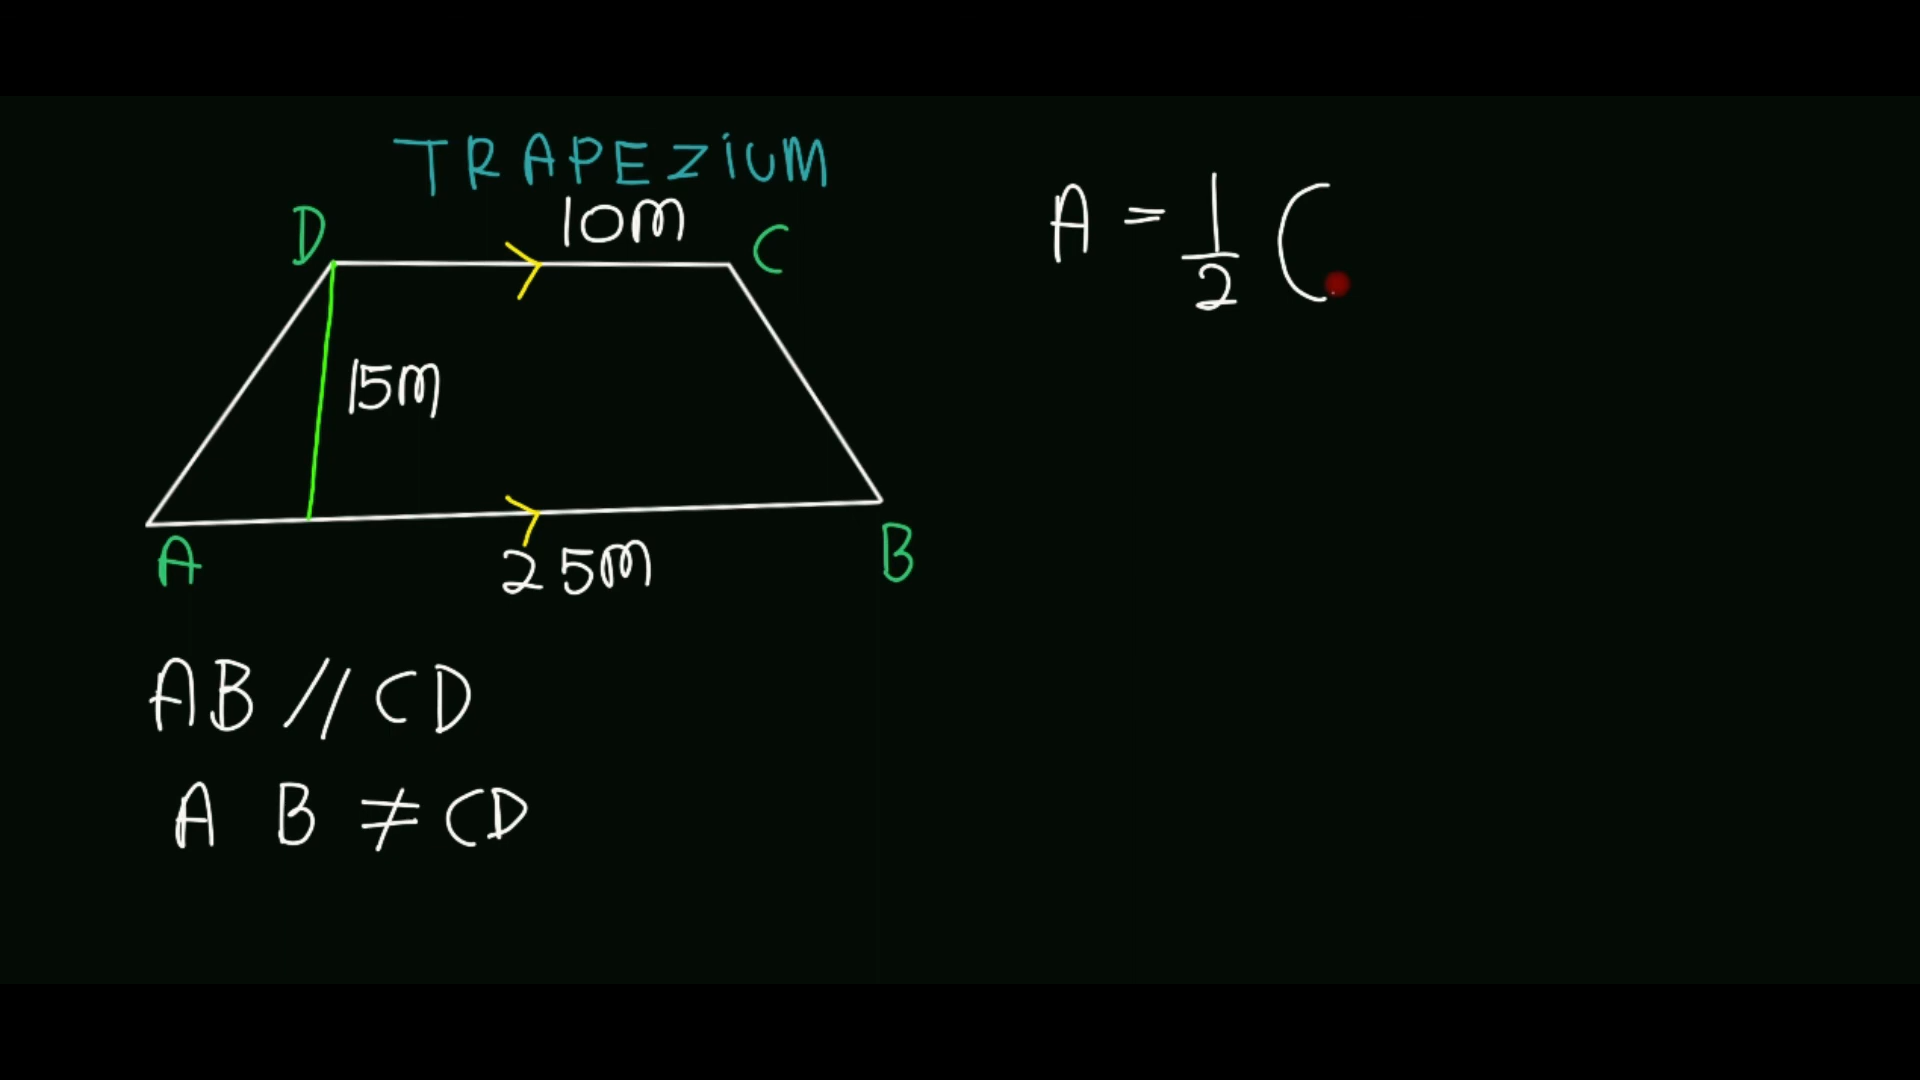 TRAPEZIUM
10m
D
C
15m
A
25m
B
AB // CD
A B ≠ CD
A = 1/2 (